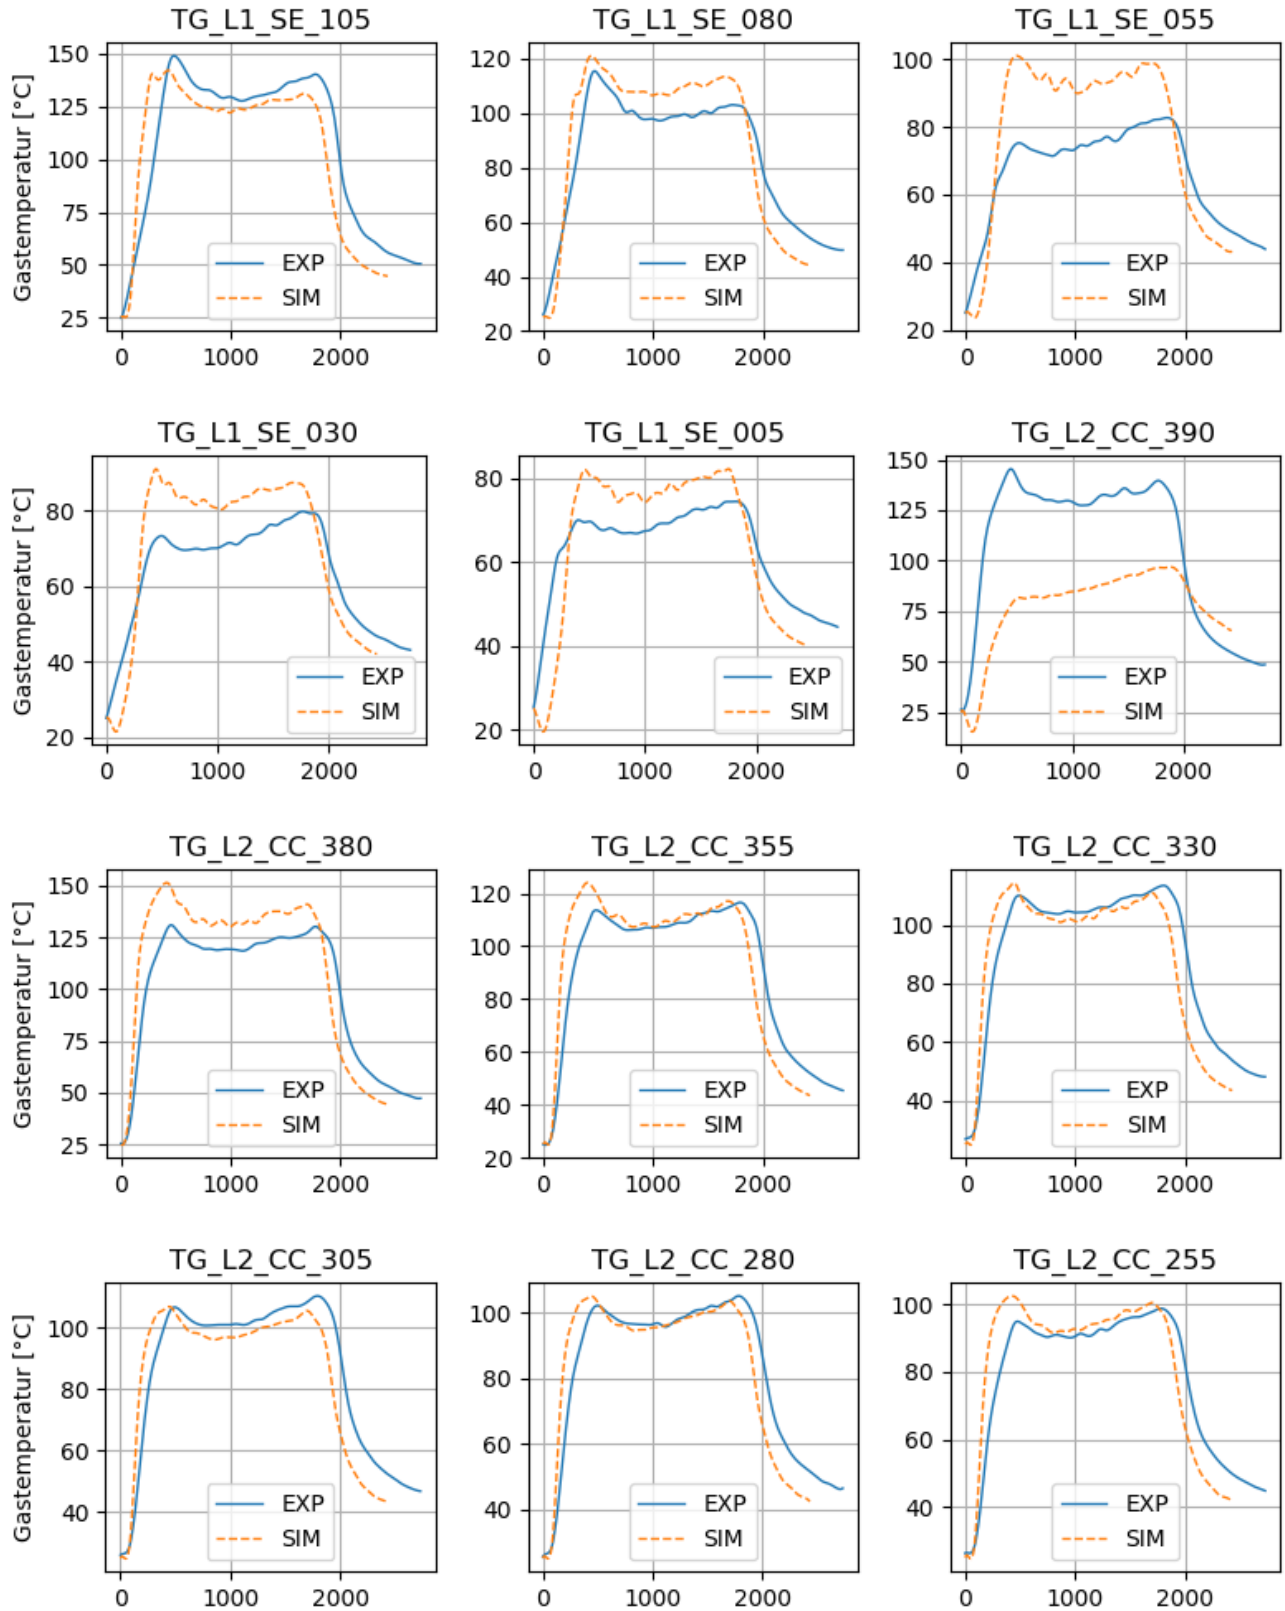 TG_L1_SE_105
TG_L1_SE_080
TG_L1_SE_055
Gastemperatur [°C]
150
125
100
75
50
25
0
1000
2000
EXP
SIM
120
100
80
60
40
20
0
1000
2000
EXP
SIM
100
80
60
40
20
0
1000
2000
EXP
SIM
TG_L1_SE_030
TG_L1_SE_005
TG_L2_CC_390
Gastemperatur [°C]
80
60
40
20
0
1000
2000
EXP
SIM
80
60
40
20
0
1000
2000
EXP
SIM
150
125
100
75
50
25
0
1000
2000
EXP
SIM
TG_L2_CC_380
TG_L2_CC_355
TG_L2_CC_330
Gastemperatur [°C]
150
125
100
75
50
25
0
1000
2000
EXP
SIM
120
100
80
60
40
20
0
1000
2000
EXP
SIM
100
80
60
40
0
1000
2000
EXP
SIM
TG_L2_CC_305
TG_L2_CC_280
TG_L2_CC_255
Gastemperatur [°C]
100
80
60
40
0
1000
2000
EXP
SIM
100
80
60
40
0
1000
2000
EXP
SIM
100
80
60
40
0
1000
2000
EXP
SIM